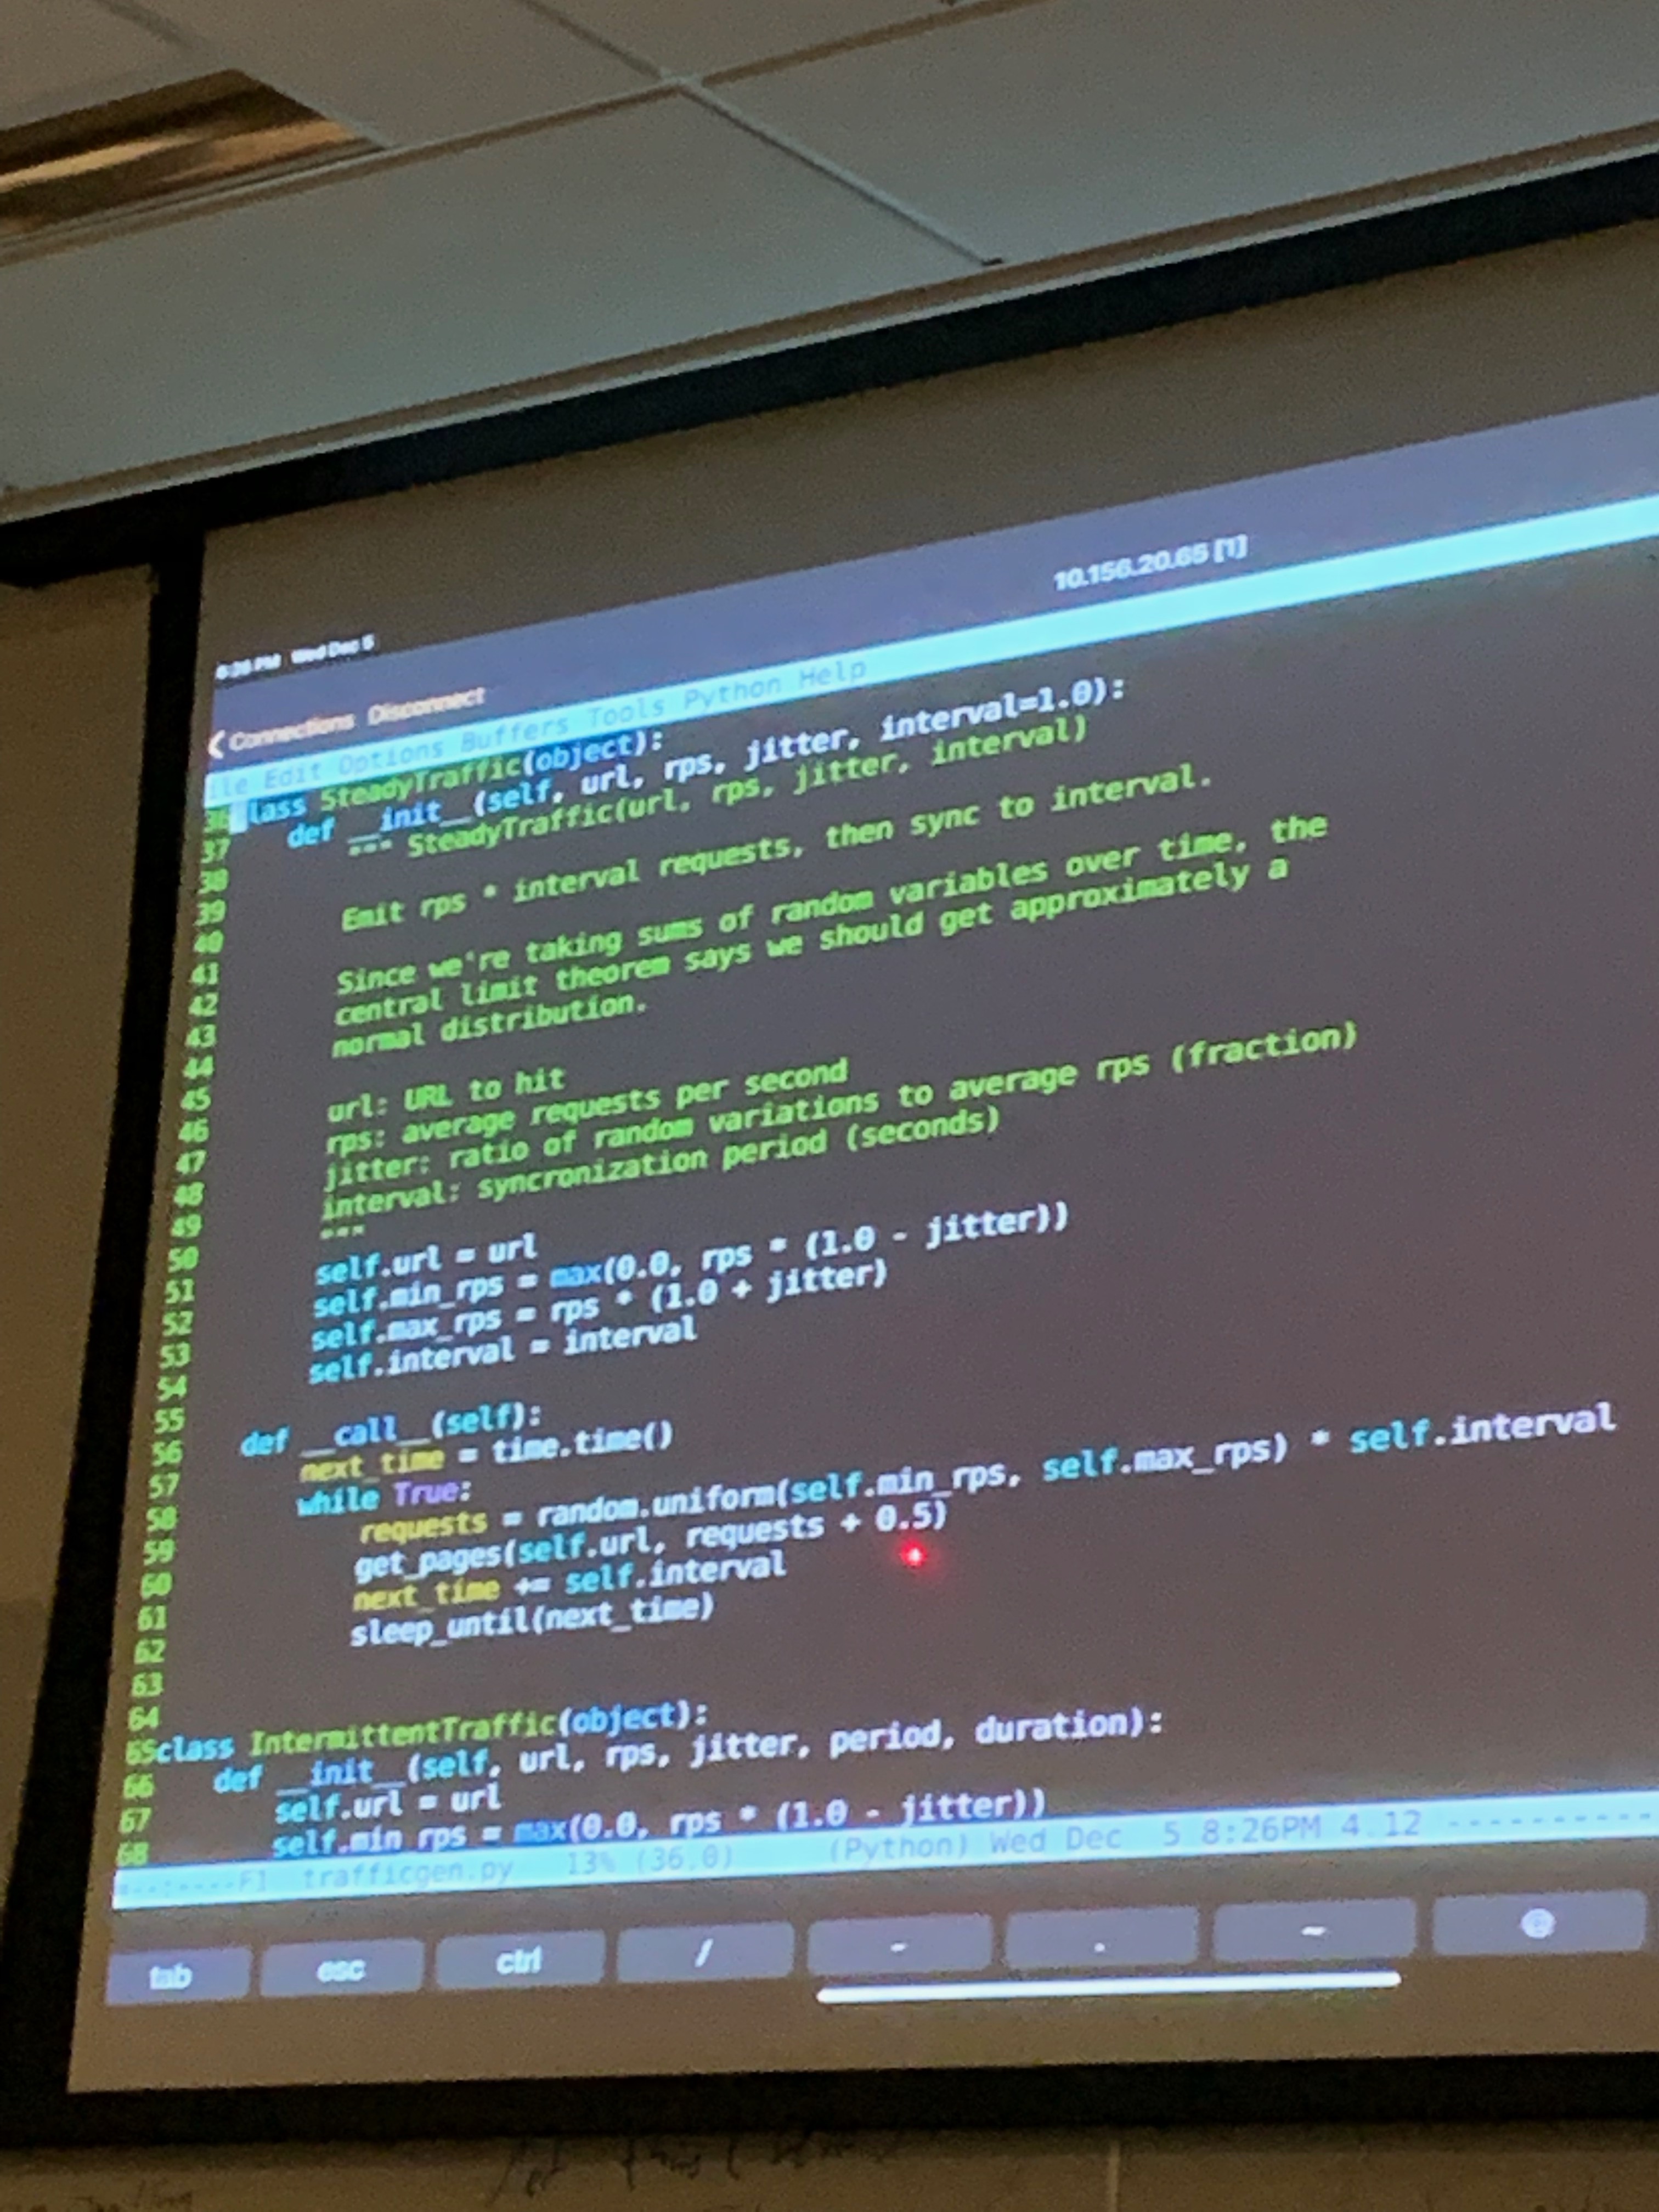 8:26 PM Wed Dec 5
10.156.20.65 [1]
Connections Disconnect
ile Edit Options Buffers Tools Python Help
36 lass SteadyTraffic(object):
37     def __init__(self, url, rps, jitter, interval=1.0):
38         """ SteadyTraffic(url, rps, jitter, interval)
39
40         Emit rps * interval requests, then sync to interval.
41
42         Since we're taking sums of random variables over time, the
43         central limit theorem says we should get approximately a
44         normal distribution.
45
46         url: URL to hit
47         rps: average requests per second
48         jitter: ratio of random variations to average rps (fraction)
49         interval: syncronization period (seconds)
50         """
51         self.url = url
52         self.min_rps = max(0.0, rps * (1.0 - jitter))
53         self.max_rps = rps * (1.0 + jitter)
54         self.interval = interval
55
56     def __call__(self):
57         next_time = time.time()
58         while True:
59             requests = random.uniform(self.min_rps, self.max_rps) * self.interval
60             get_pages(self.url, requests + 0.5)
61             next_time += self.interval
62             sleep_until(next_time)
63
64
65class IntermittentTraffic(object):
66     def __init__(self, url, rps, jitter, period, duration):
67         self.url = url
68         self.min_rps = max(0.0, rps * (1.0 - jitter))
-:----F1 trafficgen.py 13% (36,0) (Python) Wed Dec 5 8:26PM 4.12 ----------
tab esc ctrl / - . ~ @